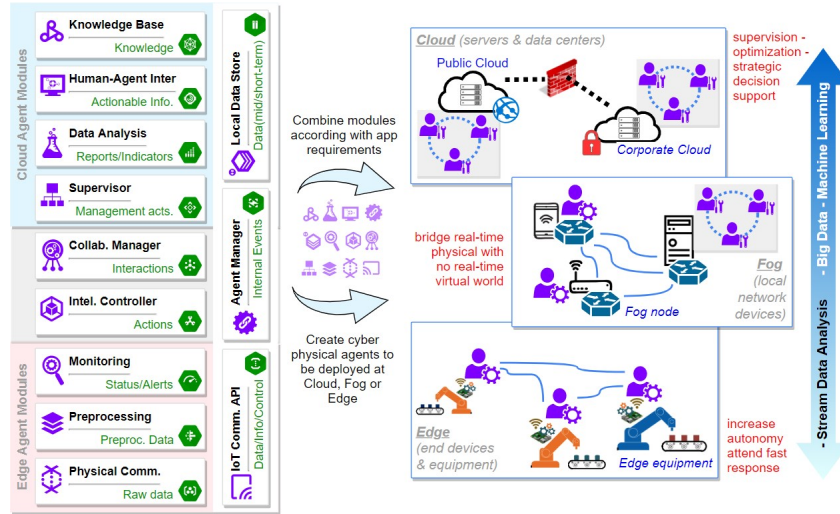 Cloud Agent Modules
Knowledge Base
Knowledge
Human-Agent Inter
Actionable Info.
Data Analysis
Reports/Indicators
Supervisor
Management acts.
Collab. Manager
Interactions
Intel. Controller
Actions
Edge Agent Modules
Monitoring
Status/Alerts
Preprocessing
Preproc. Data
Physical Comm.
Raw data
Local Data Store
Data(mild/short-term)
Agent Manager
Internal Events
IoT Comm. API
Data/Info/Control
Combine modules
according with app
requirements
Create cyber
physical agents to
be deployed at
Cloud, Fog or
Edge
Cloud (servers & data centers)
Public Cloud
Corporate Cloud
supervision -
optimization -
strategic
decision
support
bridge real-time
physical with
no real-time
virtual world
Fog node
Fog
(local
network
devices)
Edge
(end devices
& equipment)
Edge equipment
increase
autonomy
attend fast
response
- Stream Data Analysis - Big Data - Machine Learning